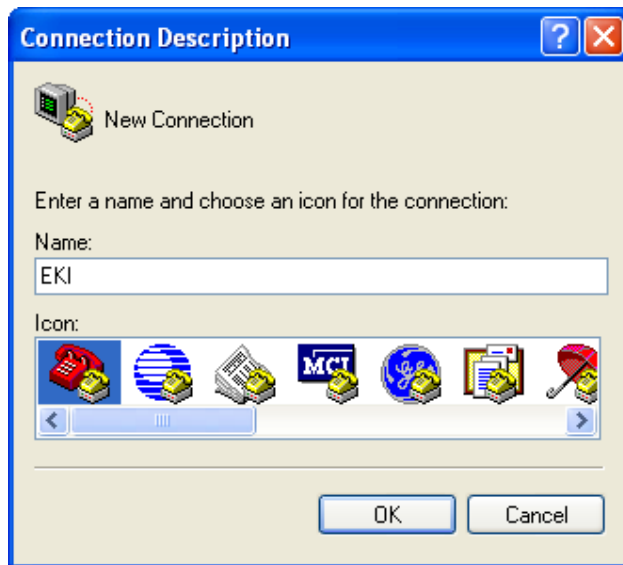 Connection Description
New Connection
Enter a name and choose an icon for the connection:
Name:
EKI
Icon:
MCI
OK
Cancel